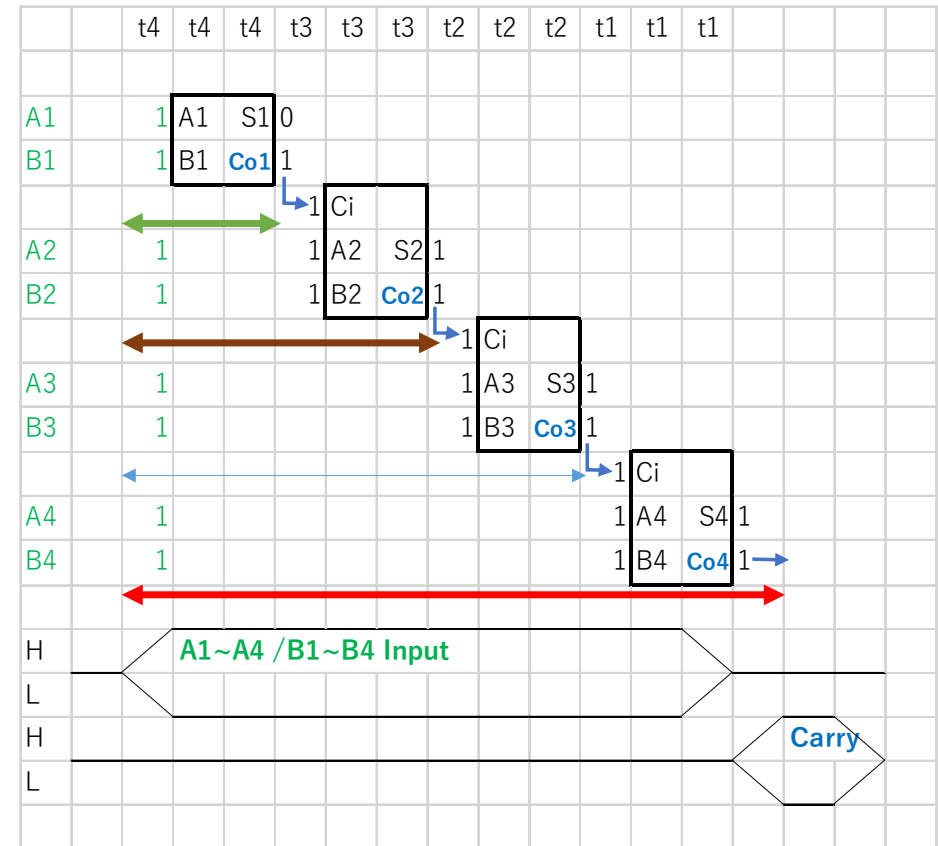 t4 t4 t4 t3 t3 t3 t2 t2 t2 t1 t1 t1
A1 1 A1 S1 0
B1 1 B1 Co1 1
1 Ci
A2 1 1 A2 S2 1
B2 1 1 B2 Co2 1
1 Ci
A3 1 1 A3 S3 1
B3 1 1 B3 Co3 1
1 Ci
A4 1 1 A4 S4 1
B4 1 1 B4 Co4 1
H A1~A4 /B1~B4 Input
L
H Carry
L